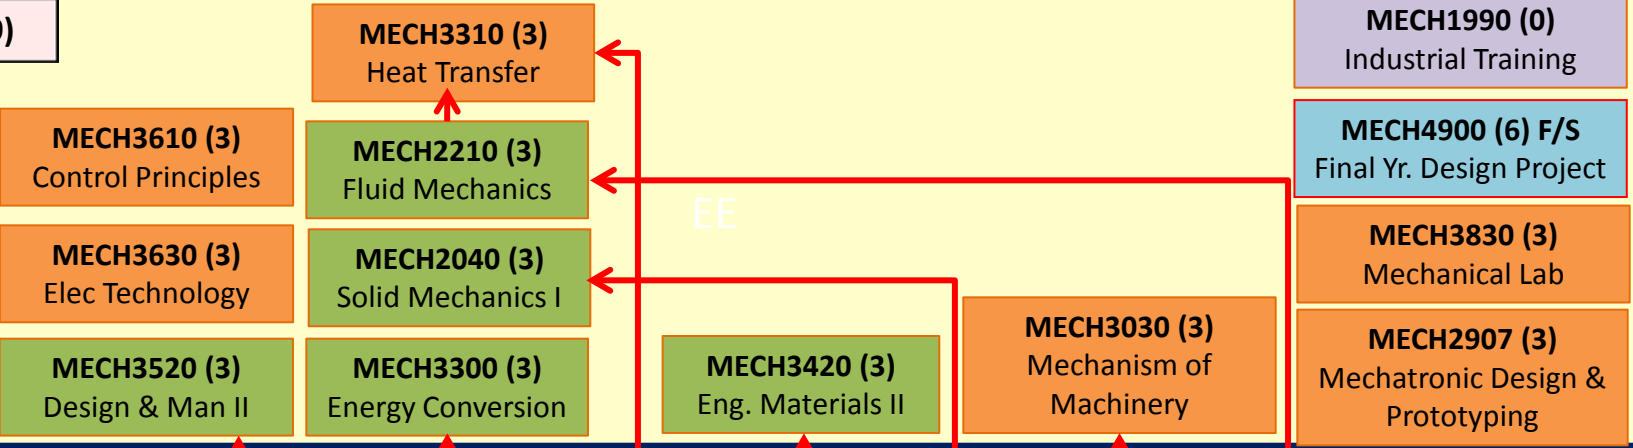 MECH3310 (3)
Heat Transfer
MECH1990 (0)
Industrial Training
MECH3610 (3)
Control Principles
MECH2210 (3)
Fluid Mechanics
MECH4900 (6) F/S
Final Yr. Design Project
EE
MECH3630 (3)
Elec Technology
MECH2040 (3)
Solid Mechanics I
MECH3830 (3)
Mechanical Lab
MECH3520 (3)
Design & Man II
MECH3300 (3)
Energy Conversion
MECH3420 (3)
Eng. Materials II
MECH3030 (3)
Mechanism of
Machinery
MECH2907 (3)
Mechatronic Design &
Prototyping